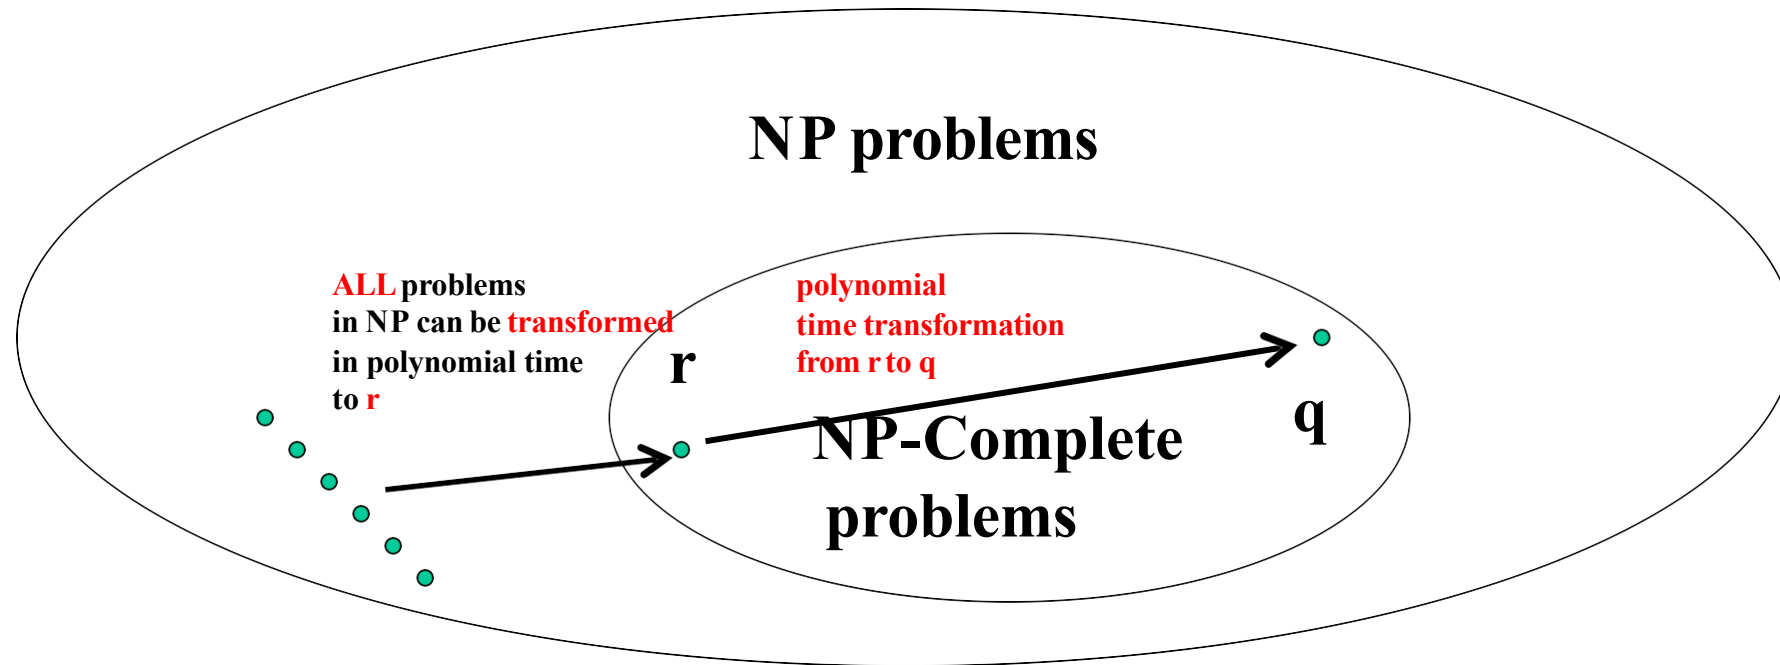 NP problems
ALL problems
in NP can be transformed
in polynomial time
to r
r
polynomial
time transformation
from r to q
q
NP-Complete
problems